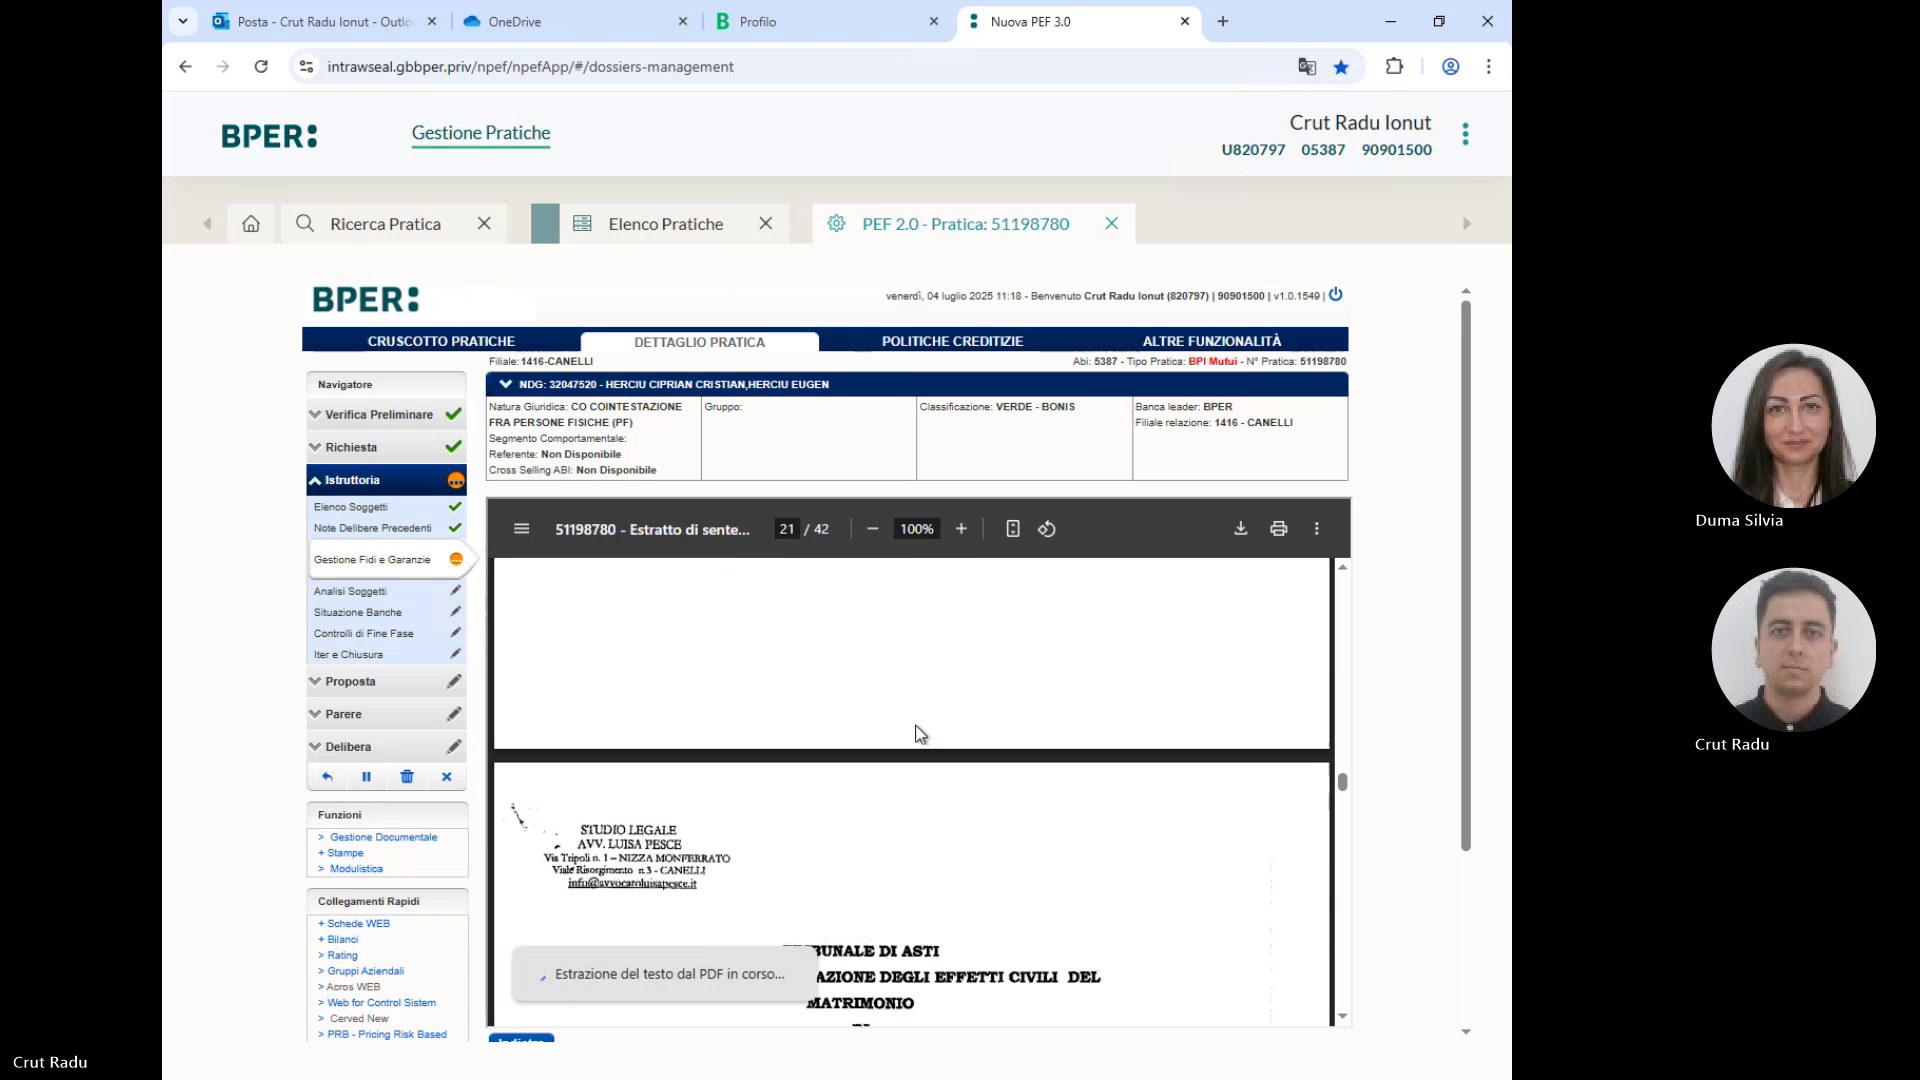 Posta - Crut Radu Ionut - Outlo
OneDrive
Profilo
Nuova PEF 3.0
intrawseal.gbbper.priv/npef/npefApp/#/dossiers-management
BPER:
Gestione Pratiche
Crut Radu Ionut
U820797 05387 90901500
Ricerca Pratica
Elenco Pratiche
PEF 2.0 - Pratica: 51198780
BPER:
venerdì, 04 luglio 2025 11:18 - Benvenuto Crut Radu Ionut (820797) | 90901500 | v1.0.1549 |
CRUSCOTTO PRATICHE
DETTAGLIO PRATICA
POLITICHE CREDITIZIE
ALTRE FUNZIONALITÀ
Filiale: 1416-CANELLI
Abi: 5387 - Tipo Pratica: BPI Mutui - N° Pratica: 51198780
NDG: 32047520 - HERCIU CIPRIAN CRISTIAN,HERCIU EUGEN
Natura Giuridica: CO COINTESTAZIONE
FRA PERSONE FISICHE (PF)
Segmento Comportamentale:
Referente: Non Disponibile
Cross Selling ABI: Non Disponibile
Gruppo:
Classificazione: VERDE - BONIS
Banca leader: BPER
Filiale relazione: 1416 - CANELLI
Navigatore
Verifica Preliminare
Richiesta
Istruttoria
Elenco Soggetti
Note Delibere Precedenti
Gestione Fidi e Garanzie
Analisi Soggetti
Situazione Banche
Controlli di Fine Fase
Iter e Chiusura
Proposta
Parere
Delibera
Funzioni
> Gestione Documentale
+ Stampe
> Modulistica
Collegamenti Rapidi
+ Schede WEB
+ Bilanci
> Rating
> Gruppi Aziendali
> Acros WEB
> Web for Control Sistem
> Cerved New
> PRB - Pricing Risk Based
51198780 - Estratto di sente...
21 / 42
100%
STUDIO LEGALE
AVV. LUISA PESCE
Via Tripoli n. 1 – NIZZA MONFERRATO
Viale Risorgimento n.3 - CANELLI
info@avvocatoluisapesce.it
BUNALE DI ASTI
AZIONE DEGLI EFFETTI CIVILI DEL
MATRIMONIO
Estrazione del testo dal PDF in corso...
Duma Silvia
Crut Radu
Crut Radu